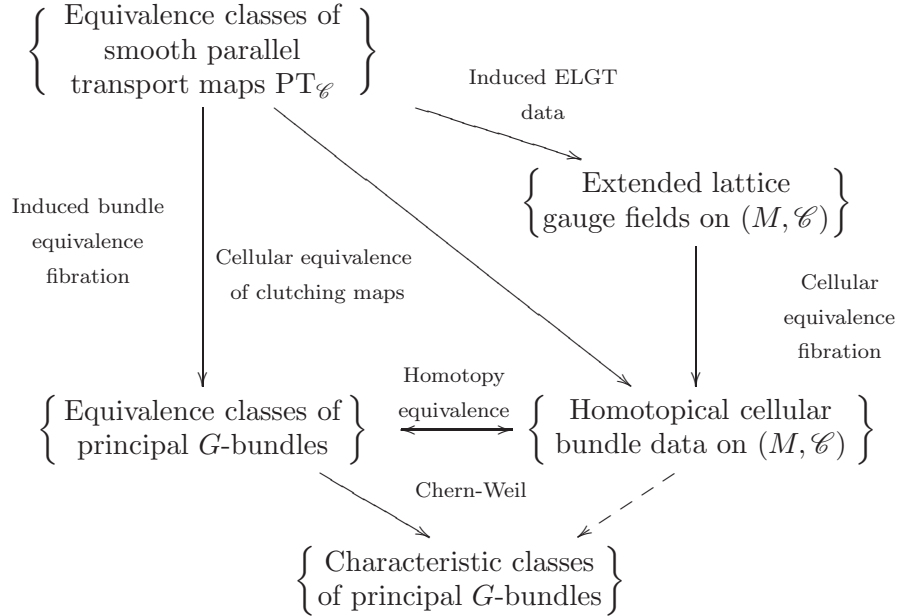 Equivalence classes of
smooth parallel
transport maps PT𝒞
Induced ELGT
data
Extended lattice
gauge fields on (M, 𝒞)
Induced bundle
equivalence
fibration
Cellular equivalence
of clutching maps
Cellular
equivalence
fibration
Homotopy
equivalence
Equivalence classes of
principal G-bundles
Homotopical cellular
bundle data on (M, 𝒞)
Chern-Weil
Characteristic classes
of principal G-bundles